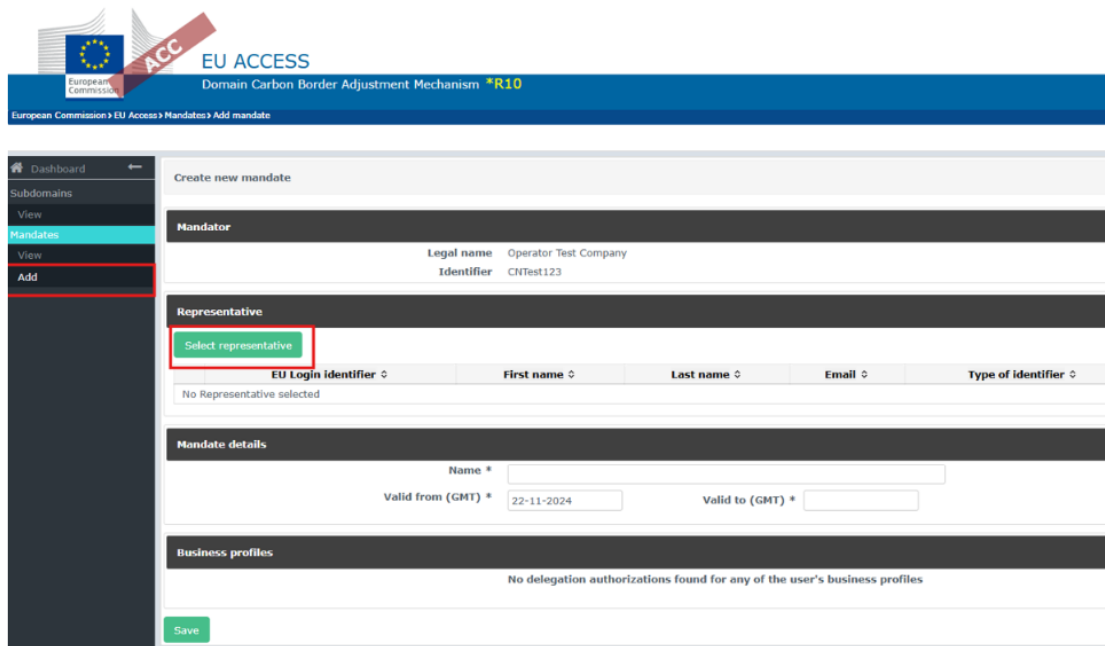 ACC
European
Commission
EU ACCESS
Domain Carbon Border Adjustment Mechanism *R10
European Commission > EU Access > Mandates > Add mandate
Dashboard
Subdomains
View
Mandates
View
Add
Create new mandate
Mandator
Legal name Operator Test Company
Identifier CNTest123
Representative
Select representative
EU Login identifier First name Last name Email Type of identifier
No Representative selected
Mandate details
Name *
Valid from (GMT) * 22-11-2024 Valid to (GMT) *
Business profiles
No delegation authorizations found for any of the user's business profiles
Save